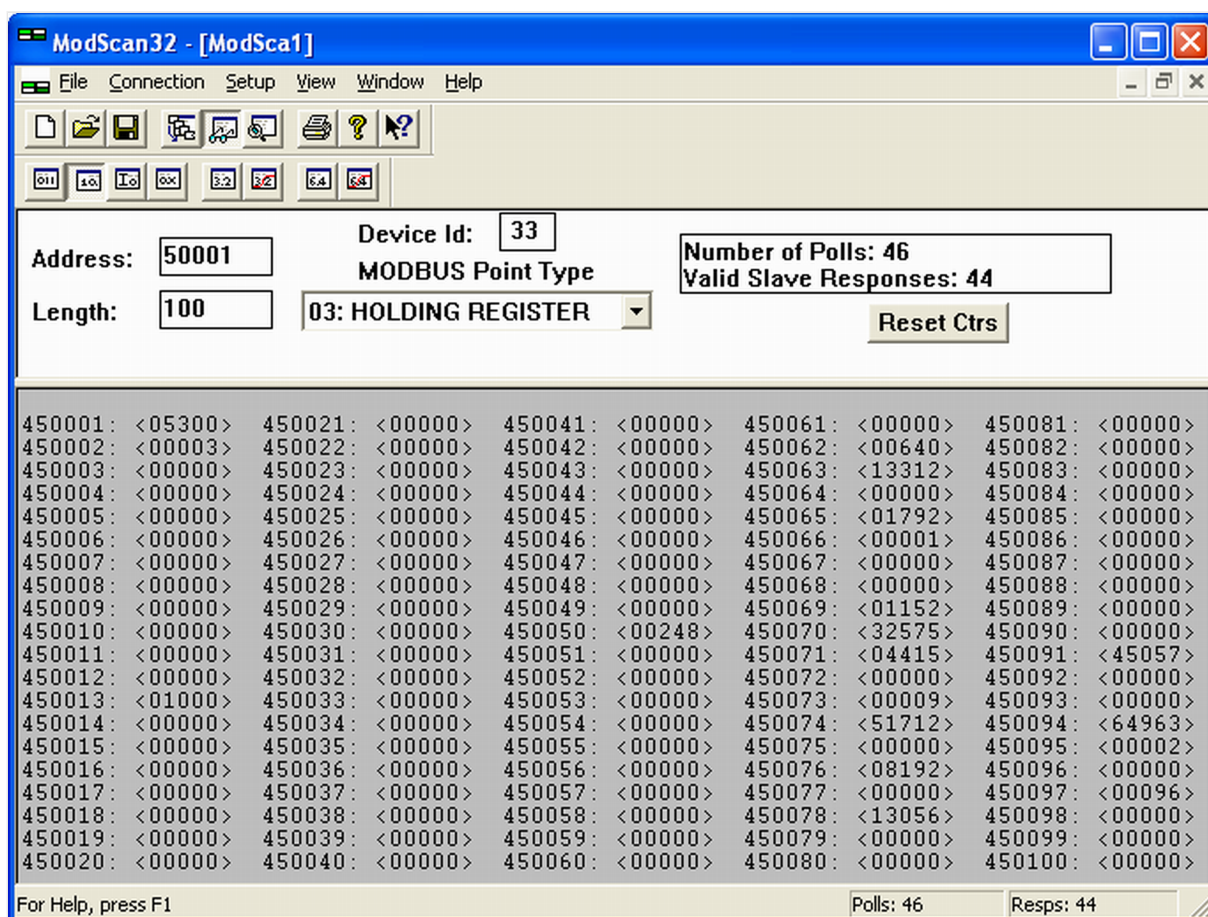 ModScan32 - [ModSca1]
File Connection Setup View Window Help
Address: 50001
Device Id: 33
MODBUS Point Type
Length: 100
03: HOLDING REGISTER
Number of Polls: 46
Valid Slave Responses: 44
Reset Ctrs
450001: <05300> 450021: <00000> 450041: <00000> 450061: <00000> 450081: <00000>
450002: <00003> 450022: <00000> 450042: <00000> 450062: <00640> 450082: <00000>
450003: <00000> 450023: <00000> 450043: <00000> 450063: <13312> 450083: <00000>
450004: <00000> 450024: <00000> 450044: <00000> 450064: <00000> 450084: <00000>
450005: <00000> 450025: <00000> 450045: <00000> 450065: <01792> 450085: <00000>
450006: <00000> 450026: <00000> 450046: <00000> 450066: <00001> 450086: <00000>
450007: <00000> 450027: <00000> 450047: <00000> 450067: <00000> 450087: <00000>
450008: <00000> 450028: <00000> 450048: <00000> 450068: <00000> 450088: <00000>
450009: <00000> 450029: <00000> 450049: <00000> 450069: <01152> 450089: <00000>
450010: <00000> 450030: <00000> 450050: <00248> 450070: <32575> 450090: <00000>
450011: <00000> 450031: <00000> 450051: <00000> 450071: <04415> 450091: <45057>
450012: <00000> 450032: <00000> 450052: <00000> 450072: <00000> 450092: <00000>
450013: <01000> 450033: <00000> 450053: <00000> 450073: <00009> 450093: <00000>
450014: <00000> 450034: <00000> 450054: <00000> 450074: <51712> 450094: <64963>
450015: <00000> 450035: <00000> 450055: <00000> 450075: <00000> 450095: <00002>
450016: <00000> 450036: <00000> 450056: <00000> 450076: <08192> 450096: <00000>
450017: <00000> 450037: <00000> 450057: <00000> 450077: <00000> 450097: <00096>
450018: <00000> 450038: <00000> 450058: <00000> 450078: <13056> 450098: <00000>
450019: <00000> 450039: <00000> 450059: <00000> 450079: <00000> 450099: <00000>
450020: <00000> 450040: <00000> 450060: <00000> 450080: <00000> 450100: <00000>
For Help, press F1
Polls: 46
Resps: 44